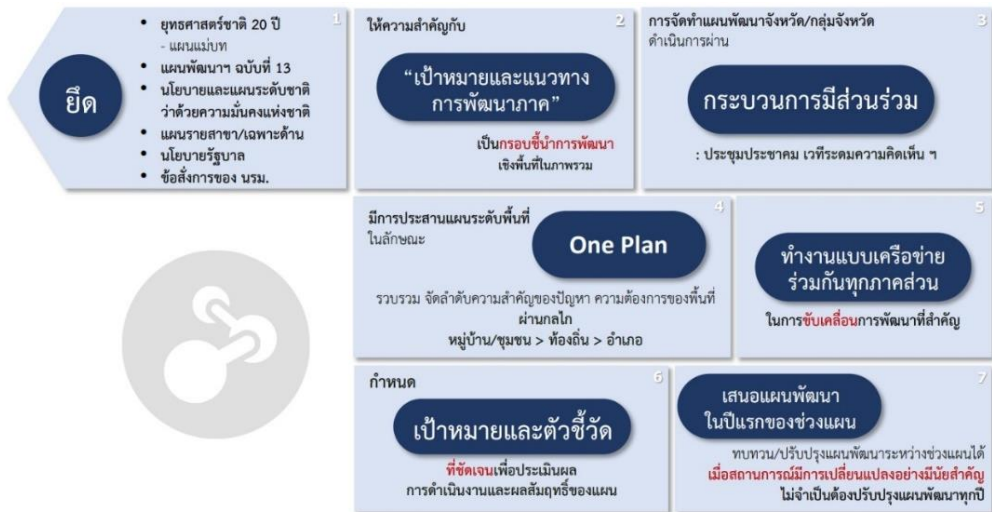 1
ยึด
• ยุทธศาสตร์ชาติ 20 ปี
- แผนแม่บท
• แผนพัฒนาฯ ฉบับที่ 13
• นโยบายและแผนระดับชาติ
ว่าด้วยความมั่นคงแห่งชาติ
• แผนรายสาขา/เฉพาะด้าน
• นโยบายรัฐบาล
• ข้อสั่งการของ นรม.
2
ให้ความสำคัญกับ
“เป้าหมายและแนวทาง
การพัฒนาภาค”
เป็นกรอบชี้นำการพัฒนา
เชิงพื้นที่ในภาพรวม
3
การจัดทำแผนพัฒนาจังหวัด/กลุ่มจังหวัด
ดำเนินการผ่าน
กระบวนการมีส่วนร่วม
: ประชุมประชาคม เวทีระดมความคิดเห็น ฯ
4
มีการประสานแผนระดับพื้นที่
ในลักษณะ
One Plan
รวบรวม จัดลำดับความสำคัญของปัญหา ความต้องการของพื้นที่
ผ่านกลไก
หมู่บ้าน/ชุมชน > ท้องถิ่น > อำเภอ
5
ทำงานแบบเครือข่าย
ร่วมกันทุกภาคส่วน
ในการขับเคลื่อนการพัฒนาที่สำคัญ
6
กำหนด
เป้าหมายและตัวชี้วัด
ที่ชัดเจนเพื่อประเมินผล
การดำเนินงานและผลสัมฤทธิ์ของแผน
7
เสนอแผนพัฒนา
ในปีแรกของช่วงแผน
ทบทวน/ปรับปรุงแผนพัฒนาระหว่างช่วงแผนได้
เมื่อสถานการณ์มีการเปลี่ยนแปลงอย่างมีนัยสำคัญ
ไม่จำเป็นต้องปรับปรุงแผนพัฒนาทุกปี